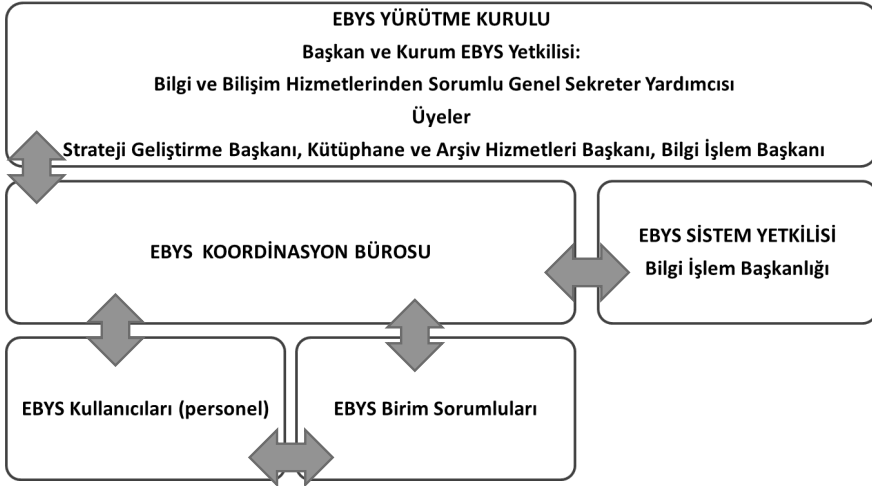 EBYS YÜRÜTME KURULU
Başkan ve Kurum EBYS Yetkilisi:
Bilgi ve Bilişim Hizmetlerinden Sorumlu Genel Sekreter Yardımcısı
Üyeler
Strateji Geliştirme Başkanı, Kütüphane ve Arşiv Hizmetleri Başkanı, Bilgi İşlem Başkanı
EBYS KOORDİNASYON BÜROSU
EBYS SİSTEM YETKİLİSİ
Bilgi İşlem Başkanlığı
EBYS Kullanıcıları (personel)
EBYS Birim Sorumluları